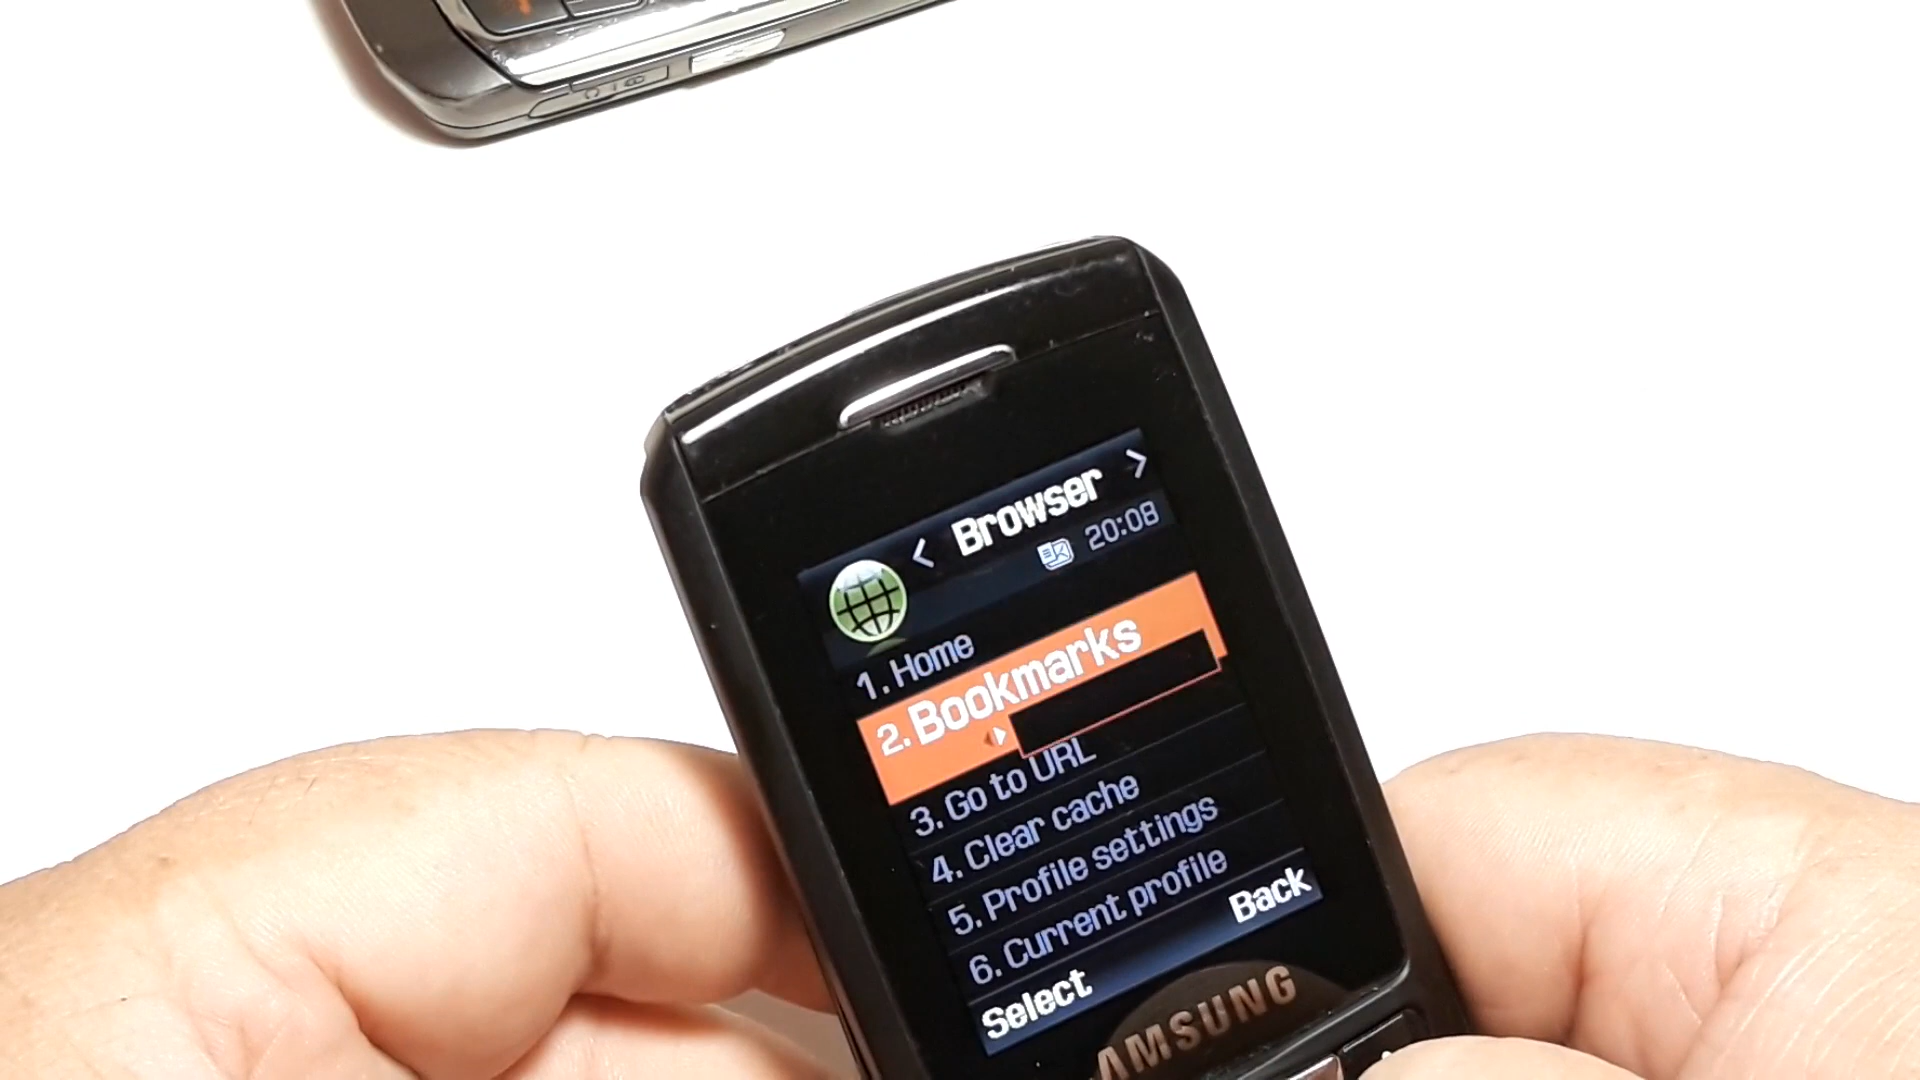 < Browser >
20:08
1. Home
2. Bookmarks
3. Go to URL
4. Clear cache
5. Profile settings
6. Current profile
Select Back
SAMSUNG